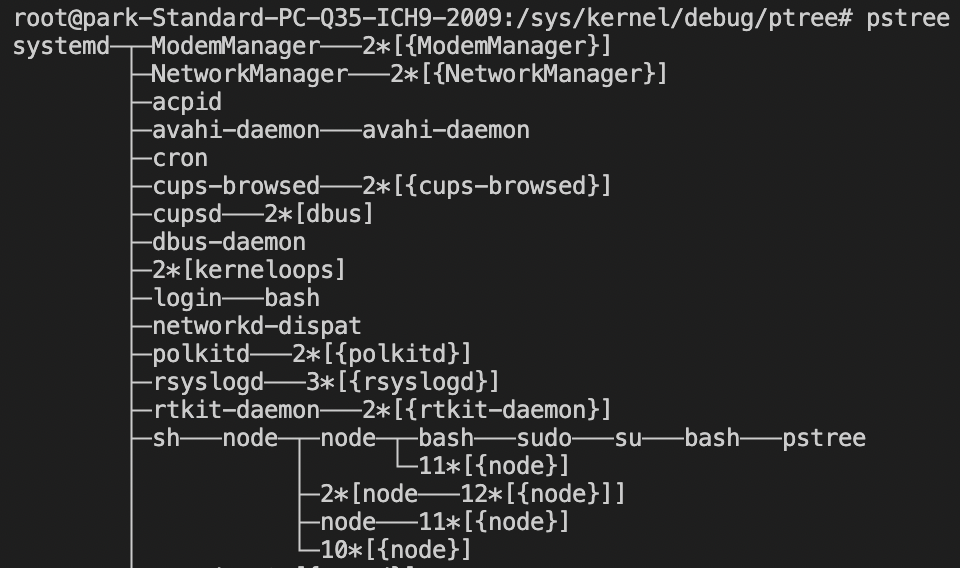 root@park-Standard-PC-Q35-ICH9-2009:/sys/kernel/debug/ptree# pstree
systemd─┬─ModemManager───2*[{ModemManager}]
        ├─NetworkManager───2*[{NetworkManager}]
        ├─acpid
        ├─avahi-daemon───avahi-daemon
        ├─cron
        ├─cups-browsed───2*[{cups-browsed}]
        ├─cupsd───2*[dbus]
        ├─dbus-daemon
        ├─2*[kerneloops]
        ├─login───bash
        ├─networkd-dispat
        ├─polkitd───2*[{polkitd}]
        ├─rsyslogd───3*[{rsyslogd}]
        ├─rtkit-daemon───2*[{rtkit-daemon}]
        ├─sh───node─┬─node─┬─bash───sudo───su───bash───pstree
        │           │      └─11*[{node}]
        │           ├─2*[node───12*[{node}]]
        │           ├─node───11*[{node}]
        │           └─10*[{node}]